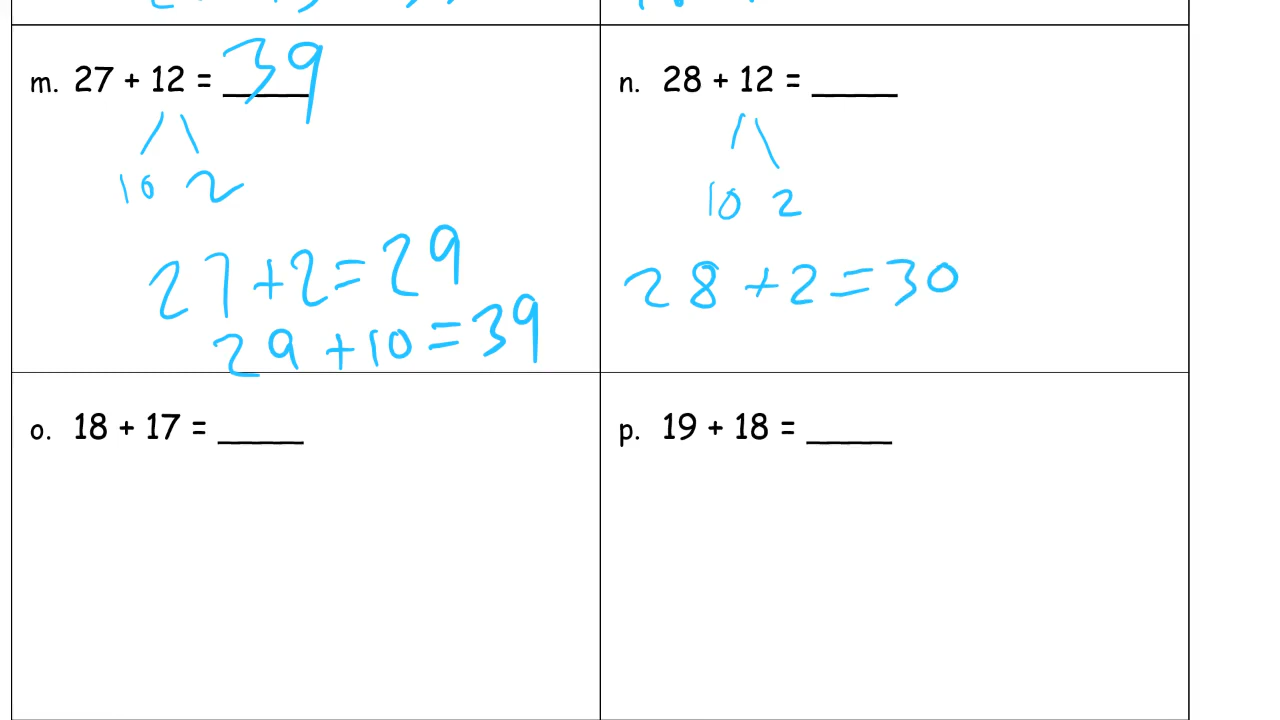 m. 27 + 12 = 39
10 2
27+2=29
29+10=39
n. 28 + 12 = _____
10 2
28+2=30
o. 18 + 17 = _____
p. 19 + 18 = _____